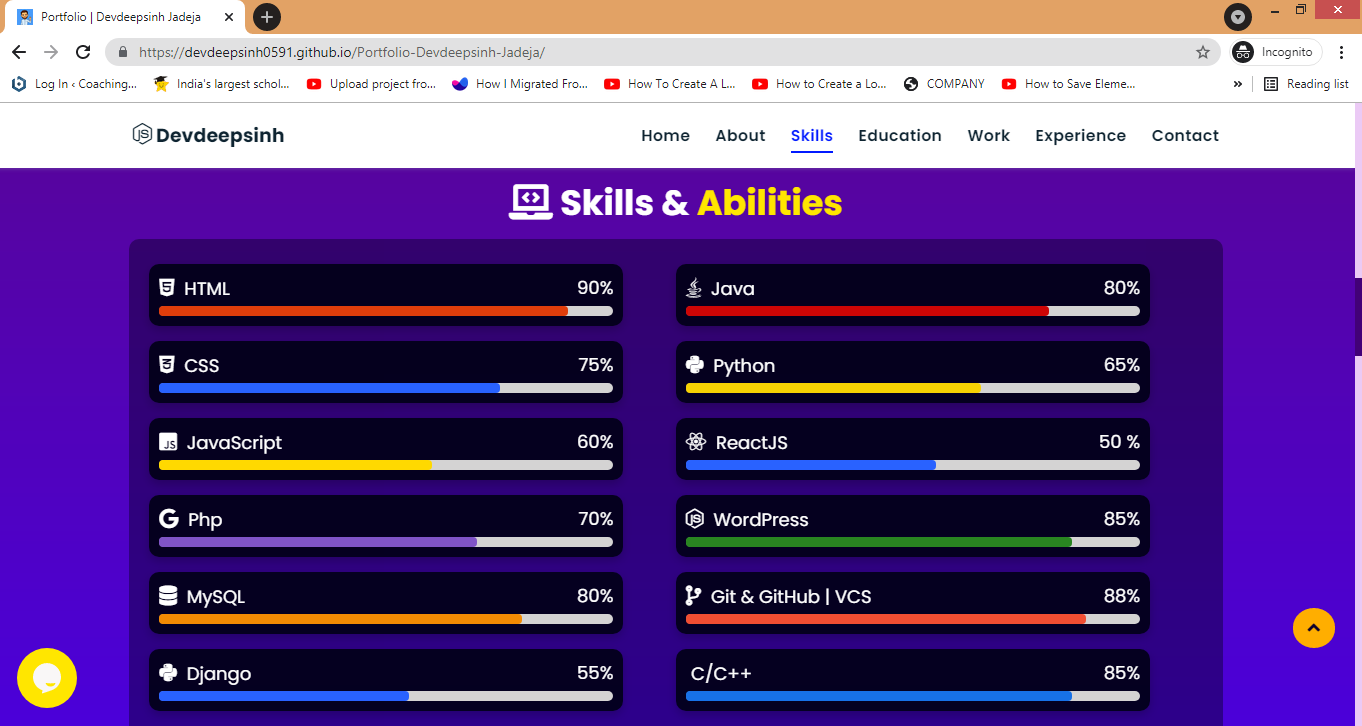 Portfolio | Devdeepsinh Jadeja
https://devdeepsinh0591.github.io/Portfolio-Devdeepsinh-Jadeja/
Incognito
Log In ‹ Coaching...
India's largest schol...
Upload project fro...
How I Migrated Fro...
How To Create A L...
How to Create a Lo...
COMPANY
How to Save Eleme...
»
Reading list
JS Devdeepsinh
Home About Skills Education Work Experience Contact
Skills & Abilities
HTML 90%
Java 80%
CSS 75%
Python 65%
JS JavaScript 60%
ReactJS 50 %
G Php 70%
JS WordPress 85%
MySQL 80%
Git & GitHub | VCS 88%
Django 55%
C/C++ 85%